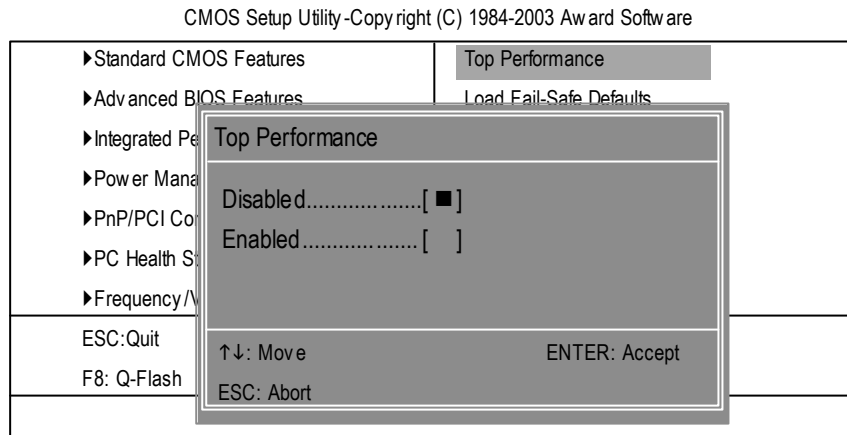 CMOS Setup Utility-Copyright (C) 1984-2003 Award Software
▶Standard CMOS Features
Top Performance
▶Advanced BIOS Features
Load Fail-Safe Defaults
▶Integrated Pe
▶Power Mana
▶PnP/PCI Co
▶PC Health S
▶Frequency/V
Top Performance
Disabled...................[ ■ ]
Enabled...................[ ]
↑↓: Move ENTER: Accept
ESC: Abort
ESC:Quit
F8: Q-Flash